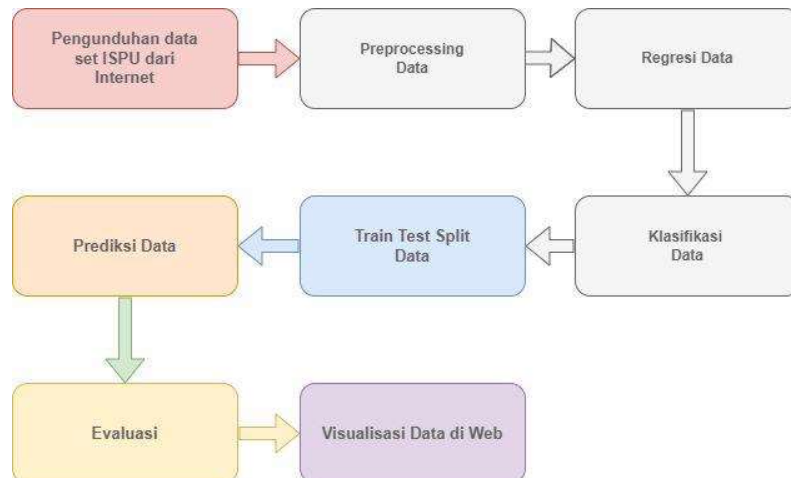 Pengunduhan data
set ISPU dari
Internet
Preprocessing
Data
Regresi Data
Klasifikasi
Data
Train Test Split
Data
Prediksi Data
Evaluasi
Visualisasi Data di Web